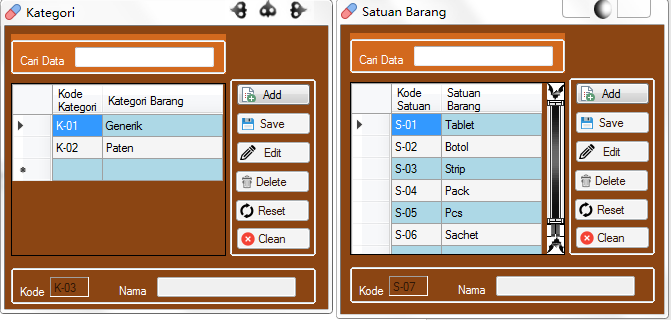 Kategori
Cari Data
Kode Kategori Kategori Barang
K-01 Generik
K-02 Paten
*
Add
Save
Edit
Delete
Reset
Clean
Kode K-03 Nama
Satuan Barang
Cari Data
Kode Satuan Satuan Barang
S-01 Tablet
S-02 Botol
S-03 Strip
S-04 Pack
S-05 Pcs
S-06 Sachet
Add
Save
Edit
Delete
Reset
Clean
Kode S-07 Nama